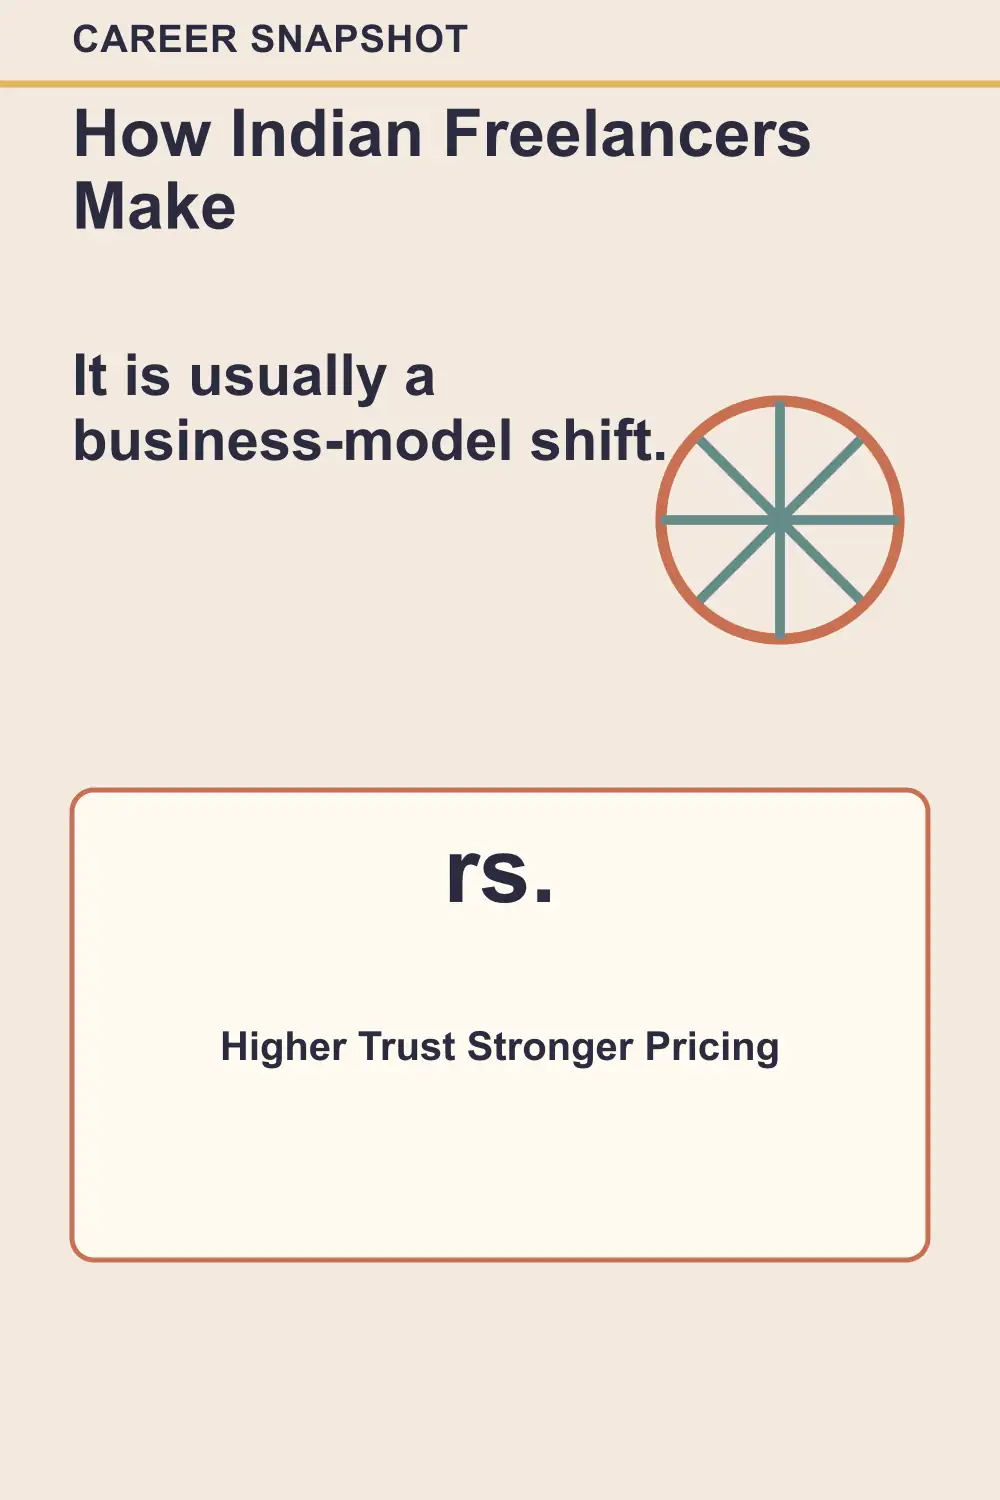 CAREER SNAPSHOT
How Indian Freelancers
Make
It is usually a
business-model shift.
rs.
Higher Trust Stronger Pricing